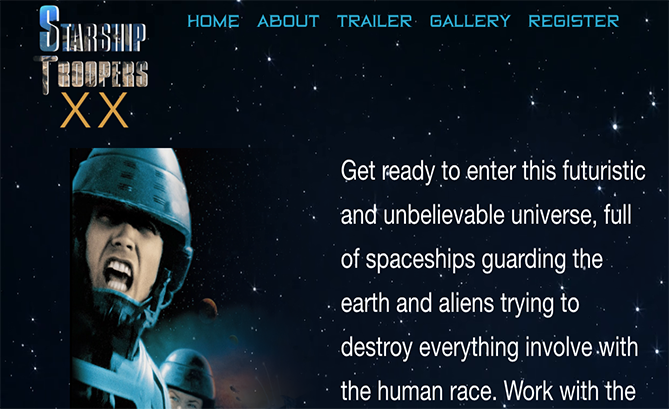 STARSHIP
TROOPERS
XX
HOME ABOUT TRAILER GALLERY REGISTER
Get ready to enter this futuristic
and unbelievable universe, full
of spaceships guarding the
earth and aliens trying to
destroy everything involve with
the human race. Work with the